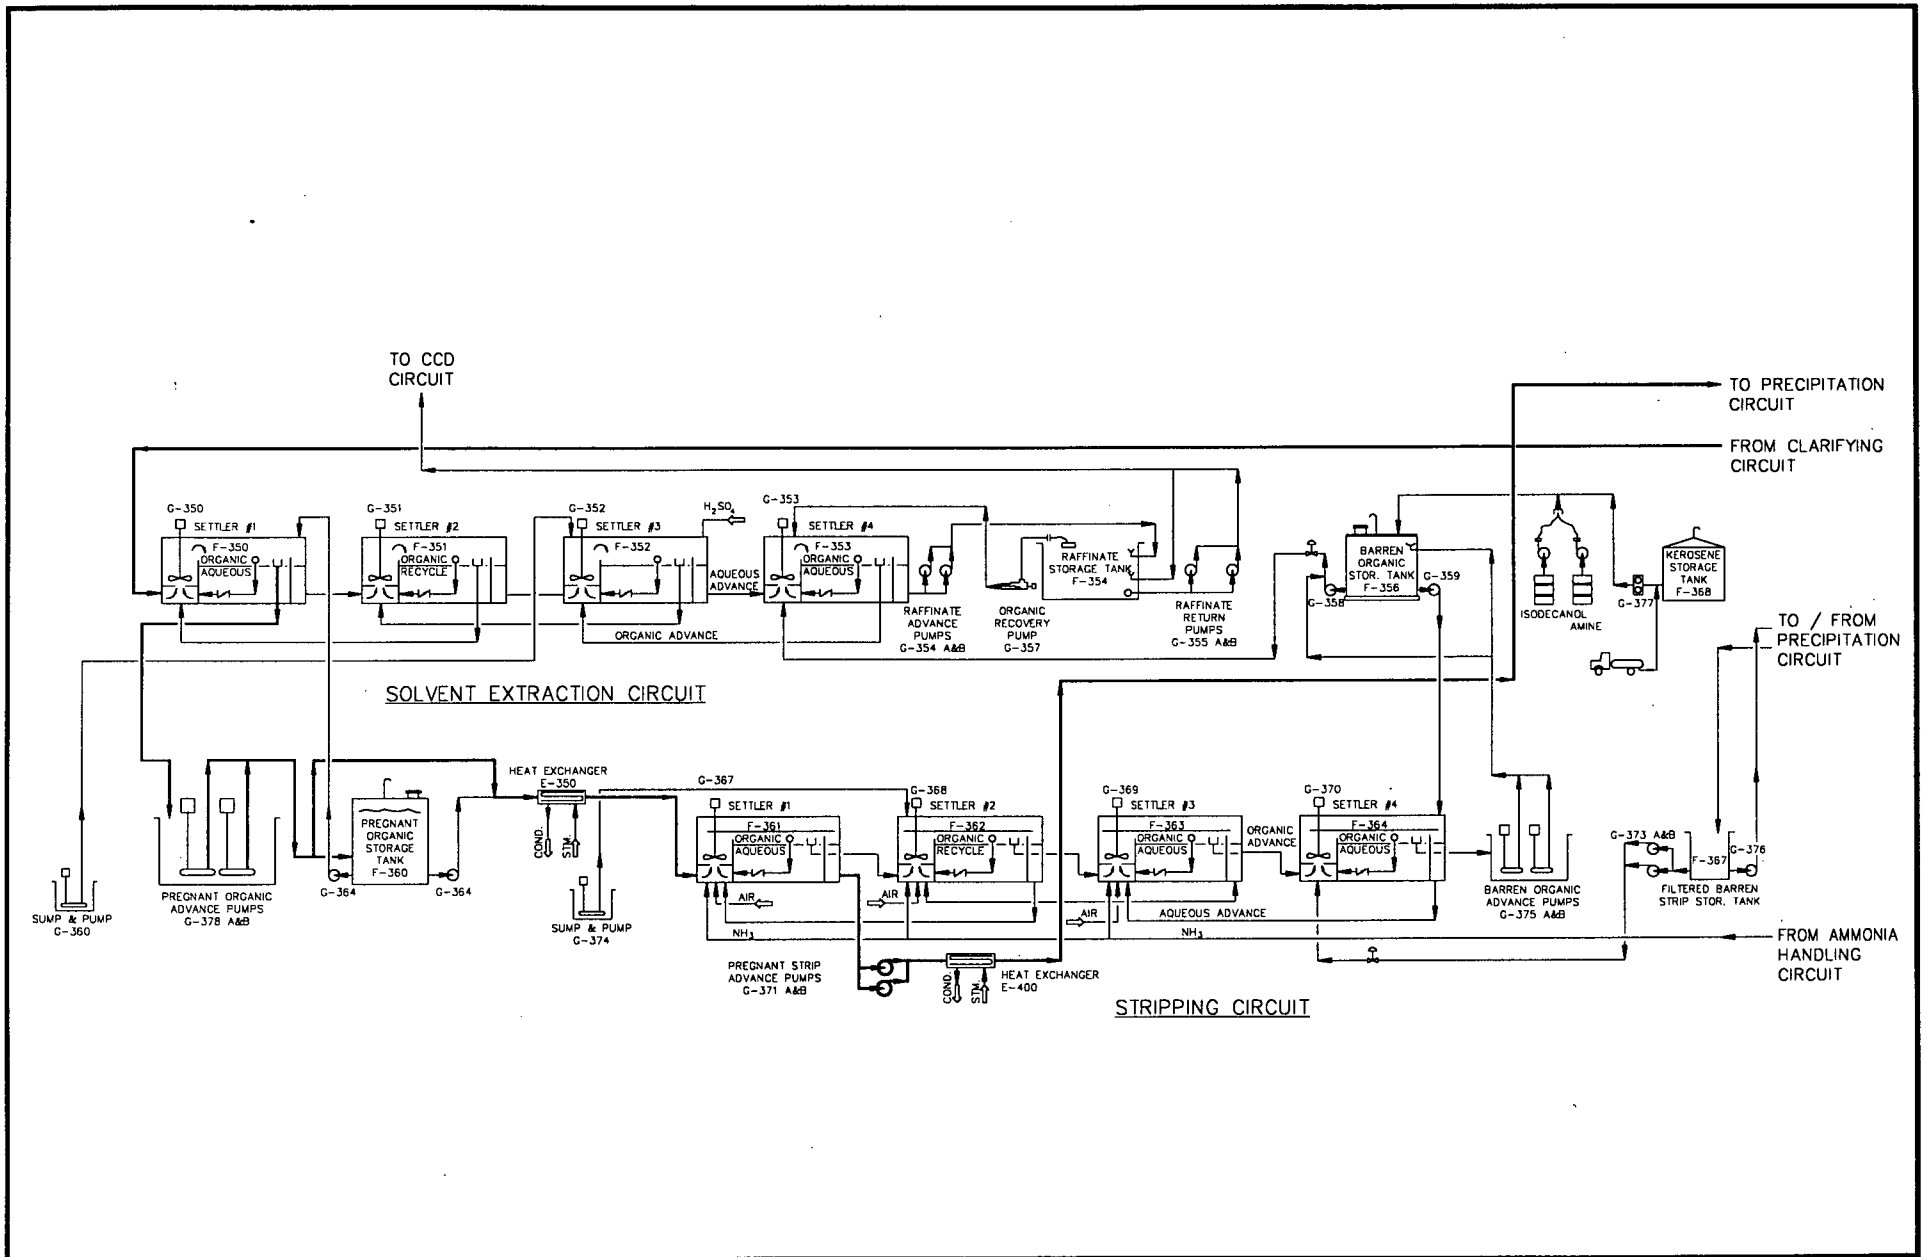 TO CCD
CIRCUIT
TO PRECIPITATION
CIRCUIT
FROM CLARIFYING
CIRCUIT
G-350
SETTLER #1
F-350
ORGANIC
AQUEOUS
G-351
SETTLER #2
F-351
ORGANIC
RECYCLE
G-352
SETTLER #3
F-352
H₂SO₄
AQUEOUS
ADVANCE
G-353
SETTLER #4
F-353
ORGANIC
AQUEOUS
ORGANIC ADVANCE
RAFFINATE
ADVANCE
PUMPS
G-354 A&B
ORGANIC
RECOVERY
PUMP
G-357
RAFFINATE
STORAGE TANK
F-354
RAFFINATE
RETURN
PUMPS
G-355 A&B
BARREN
ORGANIC
STOR. TANK
F-356
G-358
G-359
ISODECANOL
AMINE
G-377
KEROSENE
STORAGE
TANK
F-368
TO / FROM
PRECIPITATION
CIRCUIT
SOLVENT EXTRACTION CIRCUIT
SUMP & PUMP
G-360
PREGNANT ORGANIC
ADVANCE PUMPS
G-378 A&B
PREGNANT
ORGANIC
STORAGE
TANK
F-360
G-364
G-364
HEAT EXCHANGER
E-350
COND.
STM.
SUMP & PUMP
G-374
G-367
SETTLER #1
F-361
ORGANIC
AQUEOUS
AIR
NH₃
G-368
SETTLER #2
F-362
ORGANIC
RECYCLE
AIR
G-369
SETTLER #3
F-363
ORGANIC
AQUEOUS
AIR
ORGANIC
ADVANCE
AQUEOUS ADVANCE
NH₃
G-370
SETTLER #4
F-364
ORGANIC
AQUEOUS
BARREN ORGANIC
ADVANCE PUMPS
G-375 A&B
G-373 A&B
F-367
G-376
FILTERED BARREN
STRIP STOR. TANK
FROM AMMONIA
HANDLING
CIRCUIT
PREGNANT STRIP
ADVANCE PUMPS
G-371 A&B
COND.
STM.
HEAT EXCHANGER
E-400
STRIPPING CIRCUIT